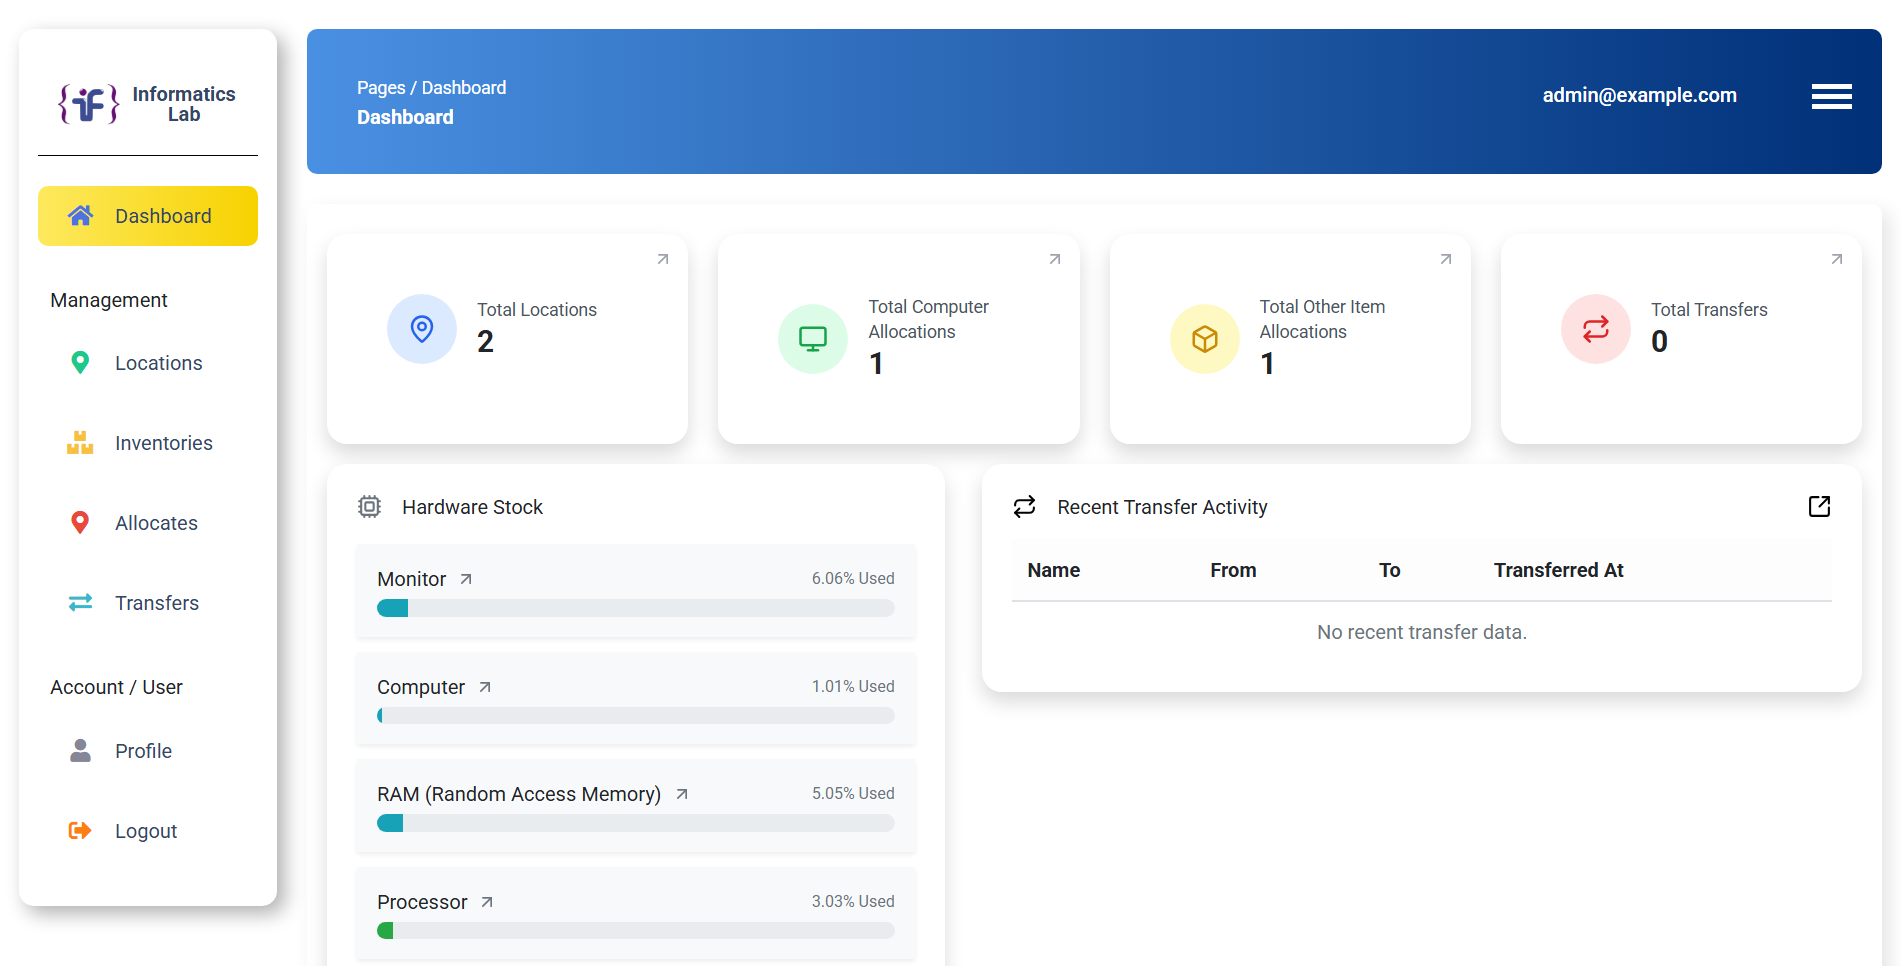 Informatics
Lab
Dashboard
Management
Locations
Inventories
Allocates
Transfers
Account / User
Profile
Logout
Pages / Dashboard
Dashboard
admin@example.com
Total Locations
2
Total Computer
Allocations
1
Total Other Item
Allocations
1
Total Transfers
0
Hardware Stock
Monitor 6.06% Used
Computer 1.01% Used
RAM (Random Access Memory) 5.05% Used
Processor 3.03% Used
Recent Transfer Activity
Name From To Transferred At
No recent transfer data.